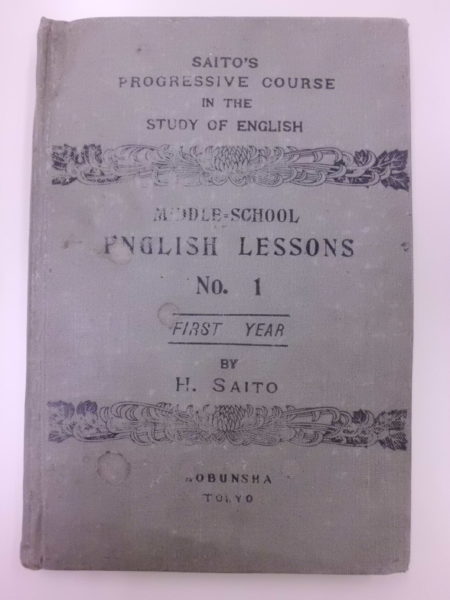 SAITO'S
PROGRESSIVE COURSE
IN THE
STUDY OF ENGLISH
MIDDLE-SCHOOL
ENGLISH LESSONS
No. 1
FIRST YEAR
BY
H. SAITO
KOBUNSHA
TOKYO